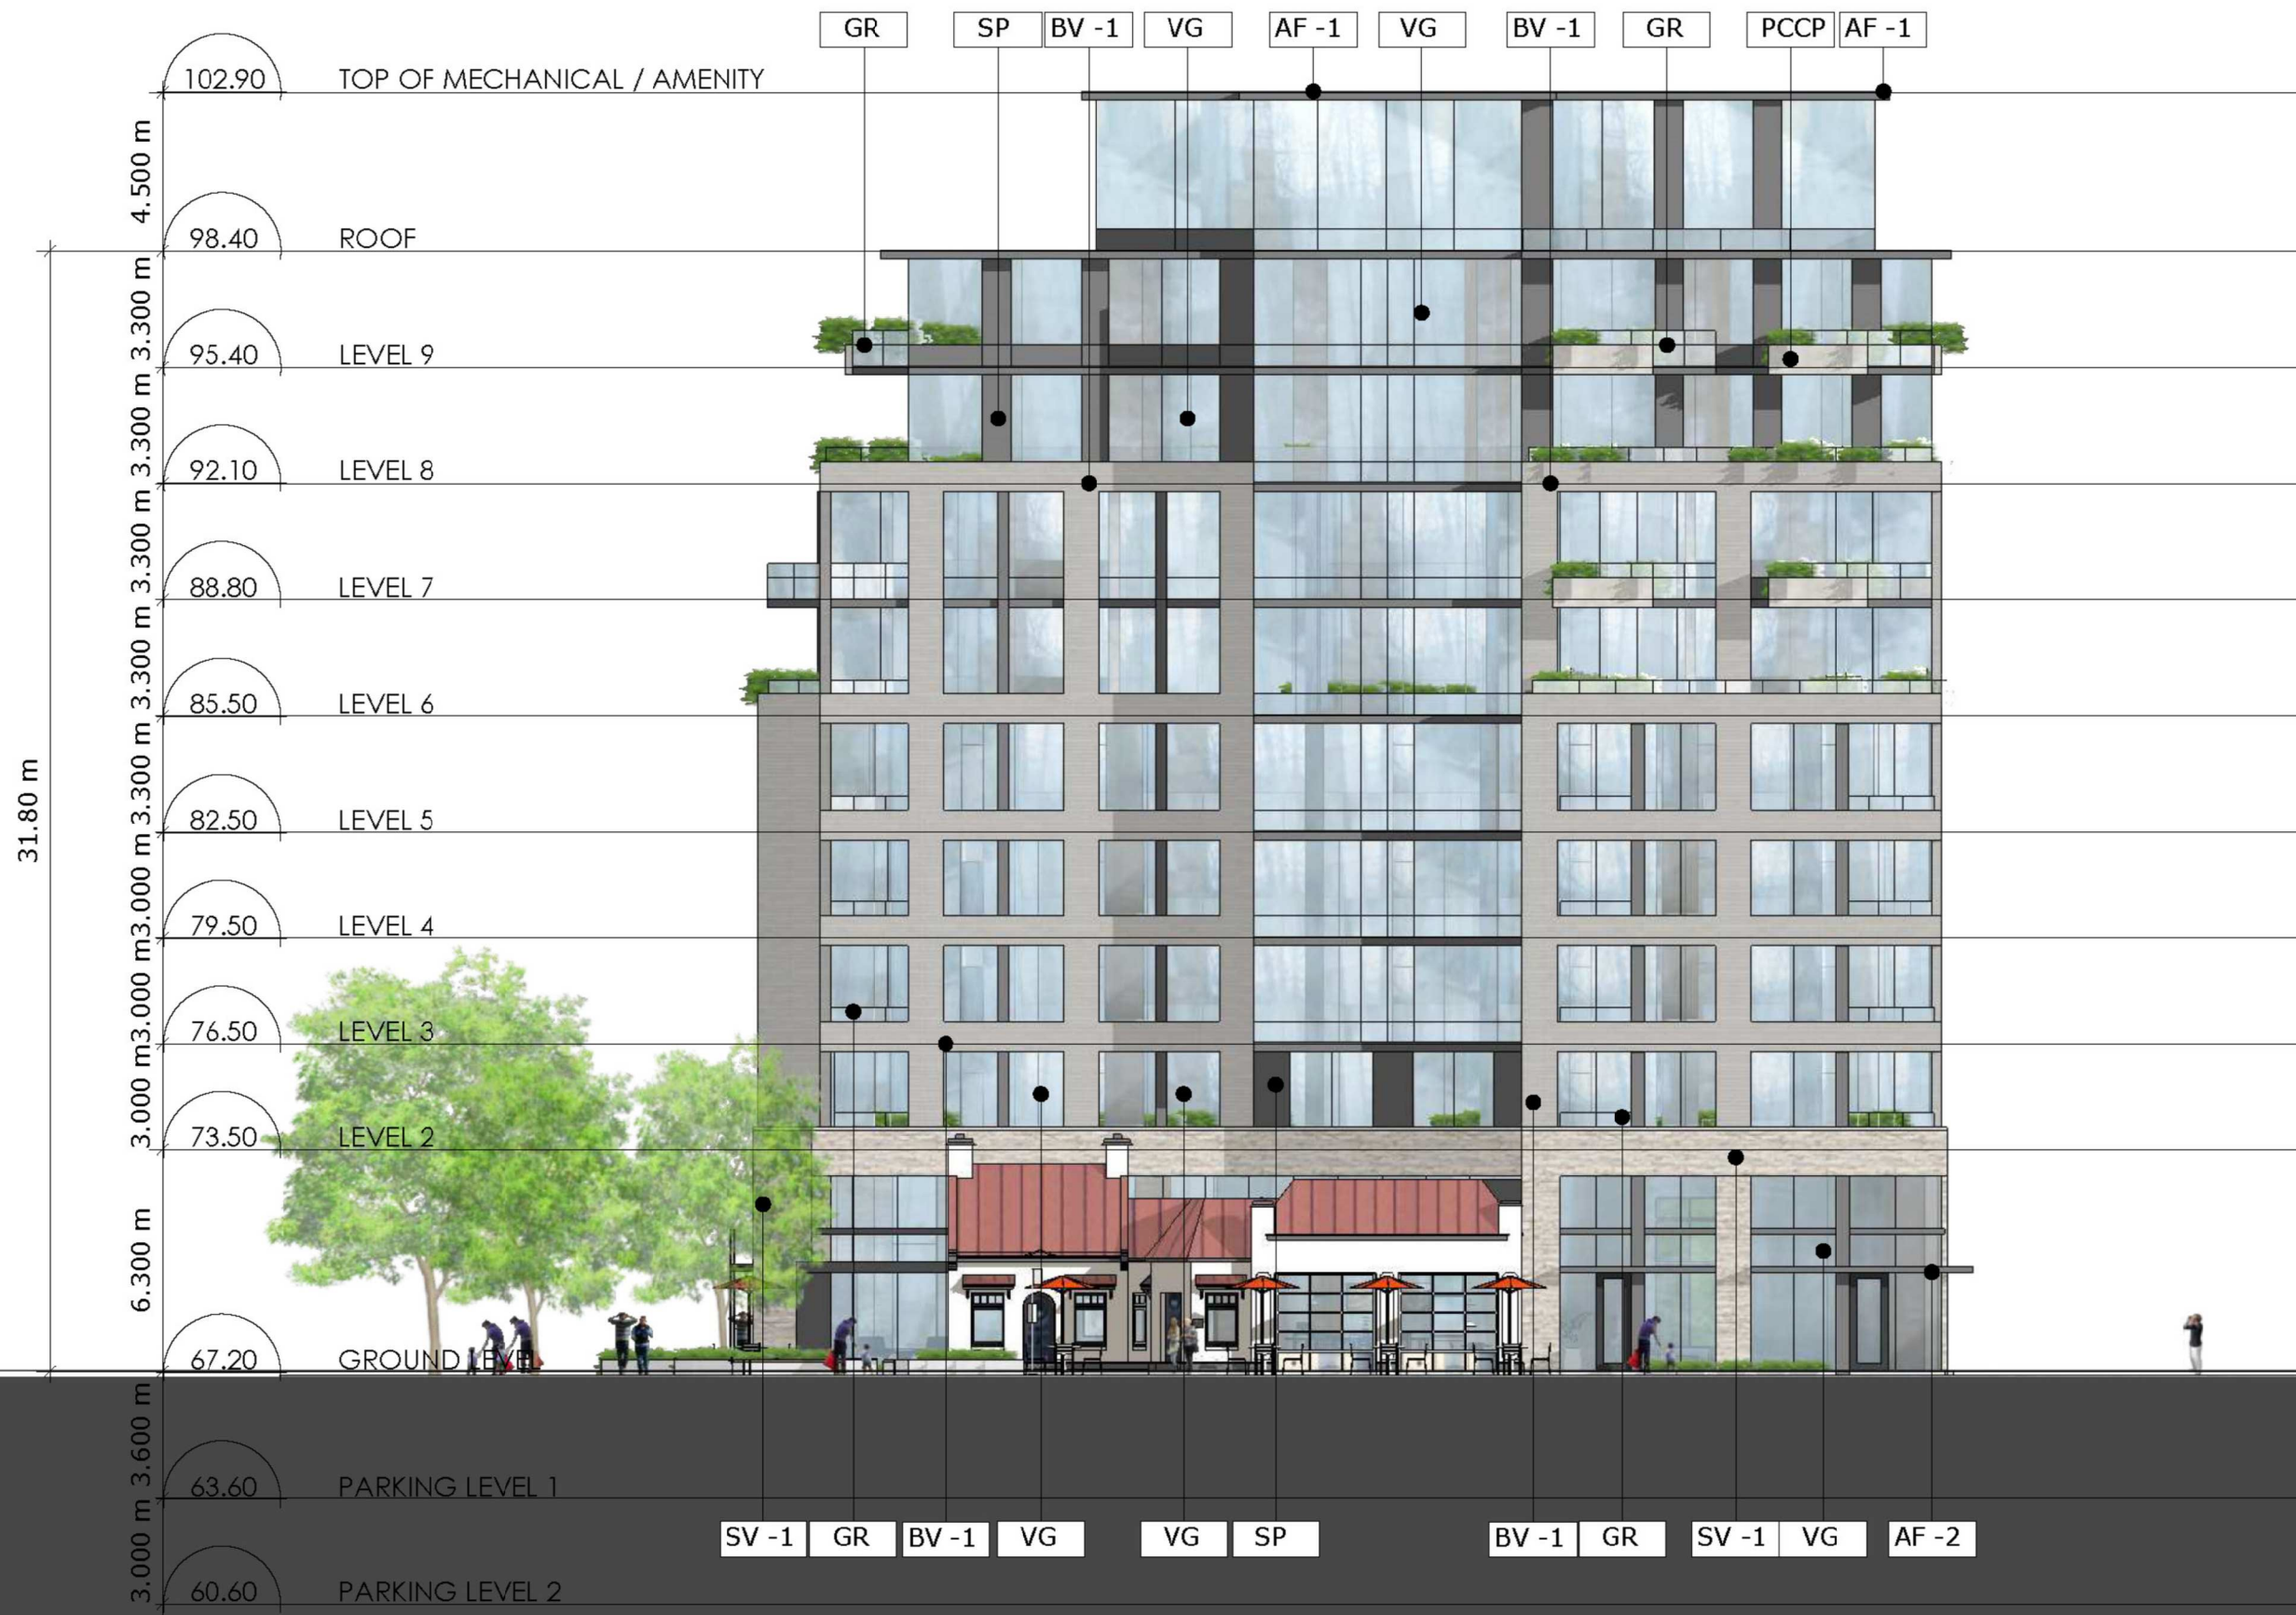 GR SP BV -1 VG AF -1 VG BV -1 GR PCCP AF -1
102.90 TOP OF MECHANICAL / AMENITY
4.500 m
98.40 ROOF
3.300 m
95.40 LEVEL 9
3.300 m
92.10 LEVEL 8
3.300 m
88.80 LEVEL 7
3.300 m
85.50 LEVEL 6
3.300 m
31.80 m
82.50 LEVEL 5
3.000 m
79.50 LEVEL 4
3.000 m
76.50 LEVEL 3
3.000 m
73.50 LEVEL 2
6.300 m
67.20 GROUND LEVEL
3.600 m
63.60 PARKING LEVEL 1
SV -1 GR BV -1 VG VG SP BV -1 GR SV -1 VG AF -2
3.000 m
60.60 PARKING LEVEL 2